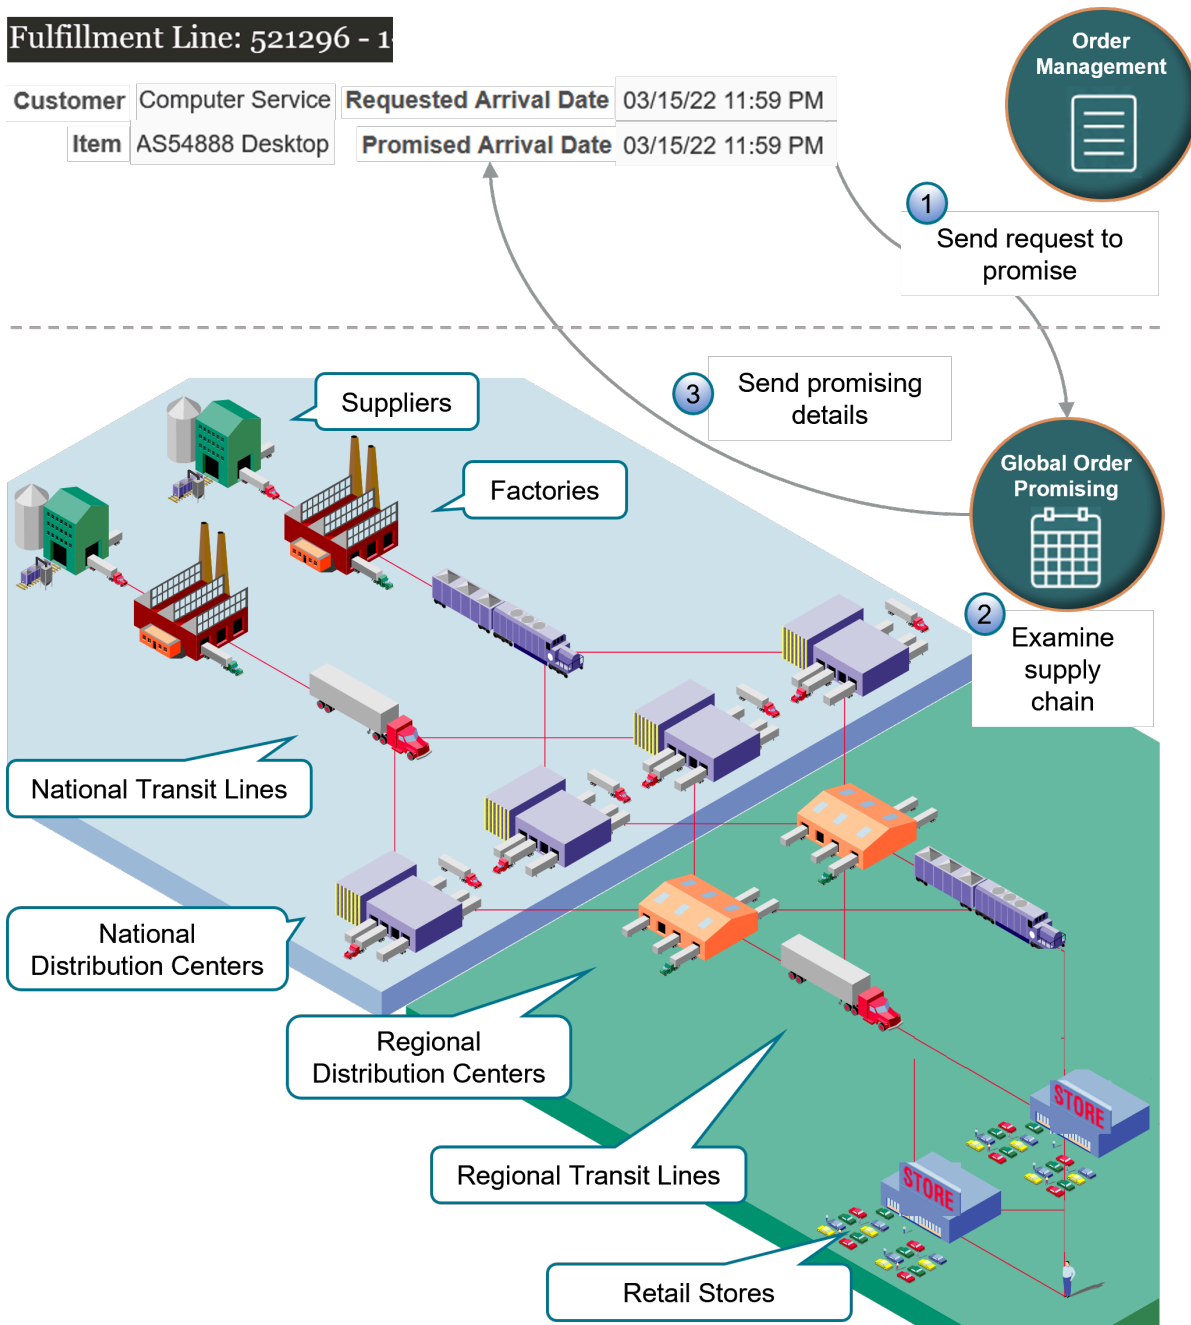 Fulfillment Line: 521296 - 1
Order
Management
Customer Computer Service Requested Arrival Date 03/15/22 11:59 PM
Item AS54888 Desktop Promised Arrival Date 03/15/22 11:59 PM
1
Send request to
promise
3
Send promising
details
Suppliers
Factories
Global Order
Promising
2
Examine
supply
chain
National Transit Lines
National
Distribution Centers
Regional
Distribution Centers
STORE
Regional Transit Lines
STORE
Retail Stores